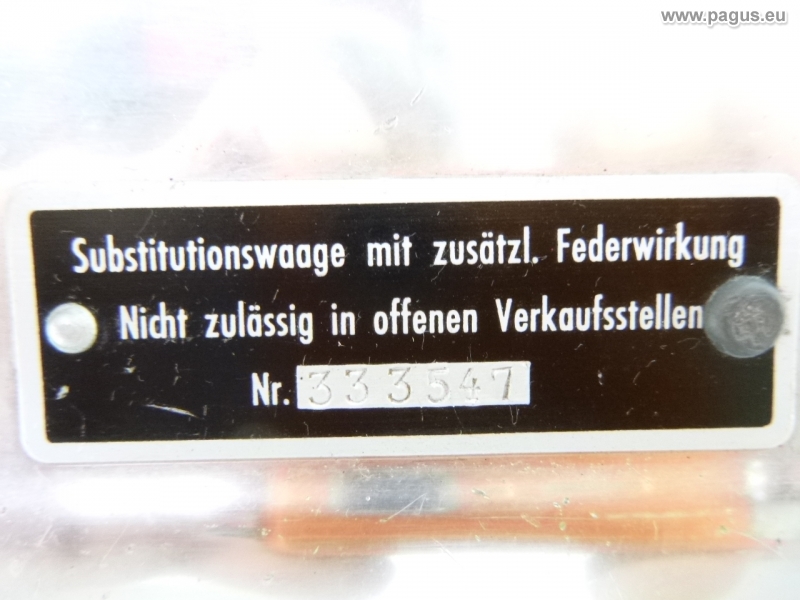 www.pagus.eu
Substitutionswaage mit zusätzl. Federwirkung
Nicht zulässig in offenen Verkaufsstellen
Nr. 333547